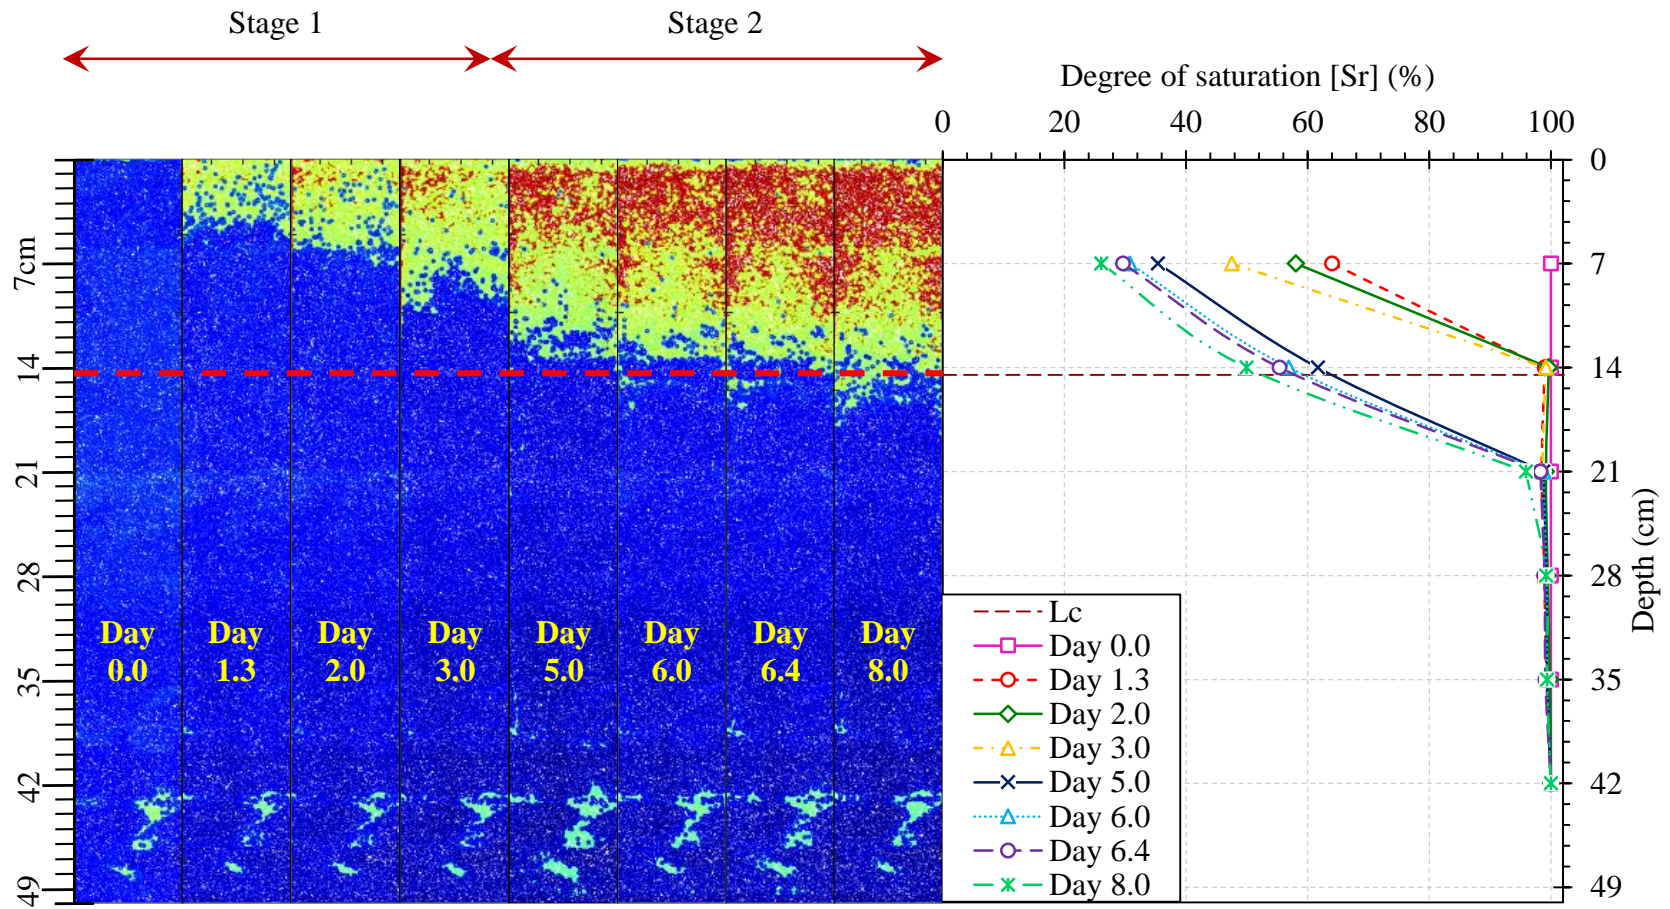 Stage 1
Stage 2
Degree of saturation [Sr] (%)
0 20 40 60 80 100
7cm
14
21
28
35
42
49
Day 0.0
Day 1.3
Day 2.0
Day 3.0
Day 5.0
Day 6.0
Day 6.4
Day 8.0
0
7
14
21
28
35
42
49
Depth (cm)
Lc
Day 0.0
Day 1.3
Day 2.0
Day 3.0
Day 5.0
Day 6.0
Day 6.4
Day 8.0